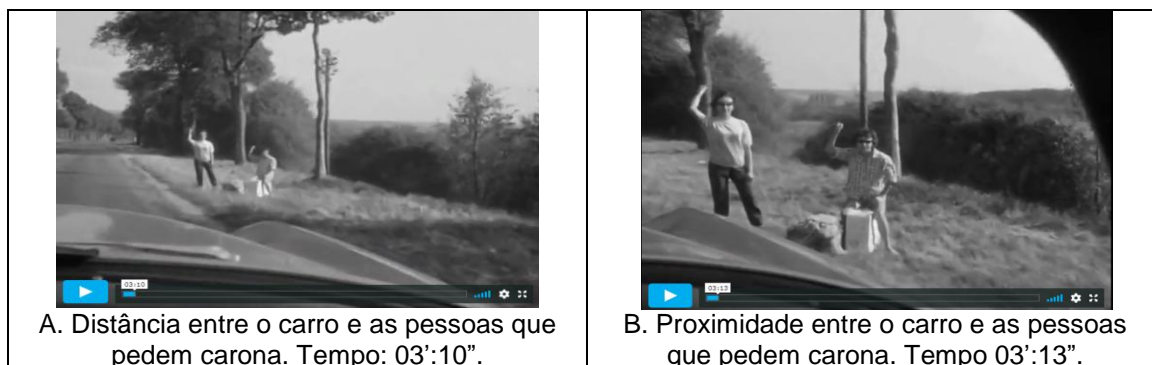 03:10
03:13
A. Distância entre o carro e as pessoas que
pedem carona. Tempo: 03’:10”.
B. Proximidade entre o carro e as pessoas
que pedem carona. Tempo 03’:13”.